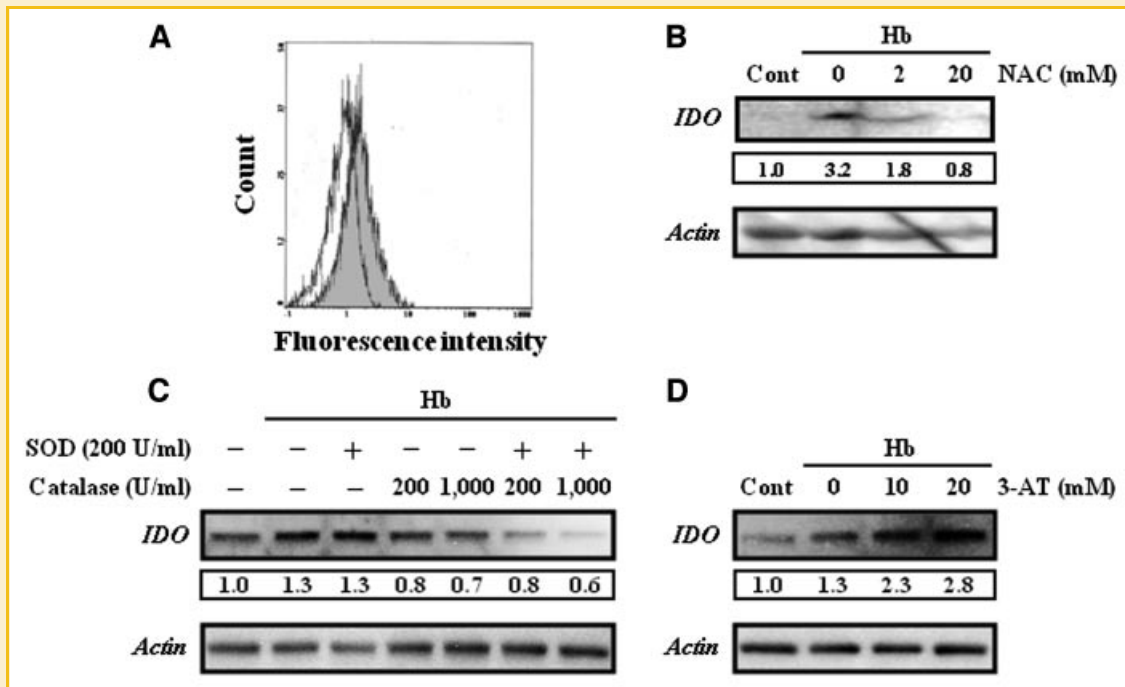 A
Count
Fluorescence intensity
B
Hb
Cont 0 2 20 NAC (mM)
IDO
1.0 3.2 1.8 0.8
Actin
C
Hb
SOD (200 U/ml) – – + – – + +
Catalase (U/ml) – – – 200 1,000 200 1,000
IDO
1.0 1.3 1.3 0.8 0.7 0.8 0.6
Actin
D
Hb
Cont 0 10 20 3-AT (mM)
IDO
1.0 1.3 2.3 2.8
Actin